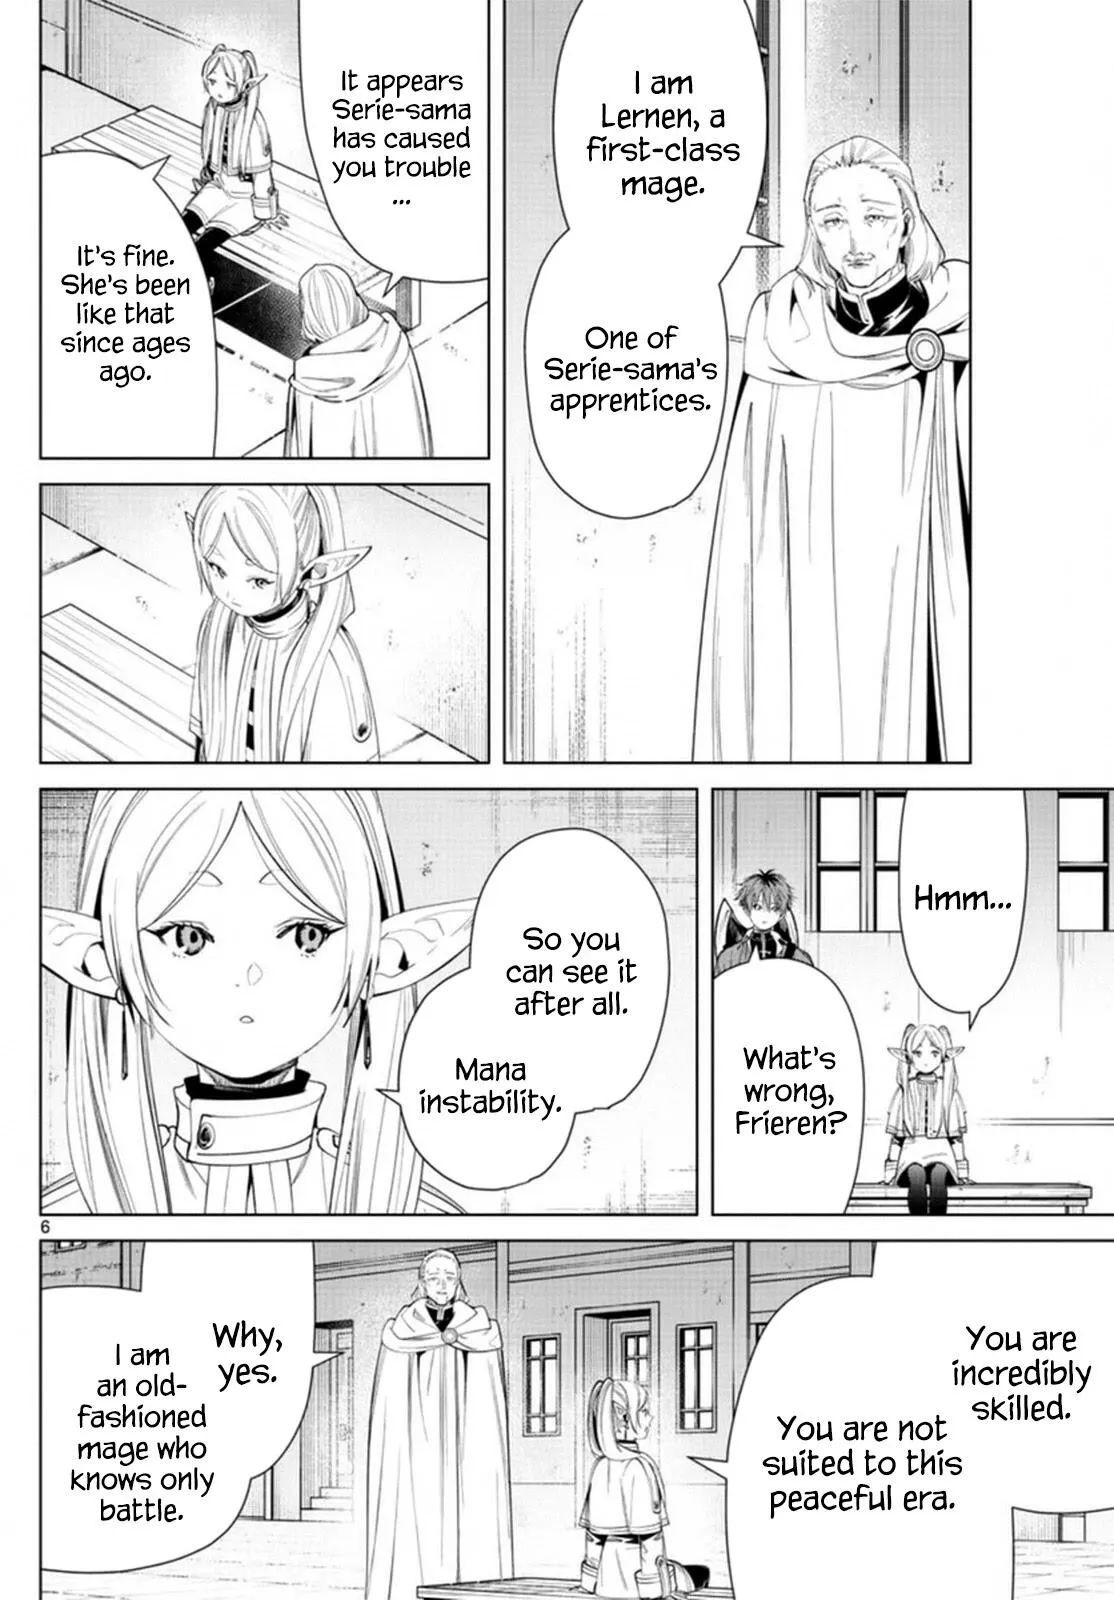 I am
Lernen, a
first-class
mage.
One of
Serie-sama's
apprentices.
It appears
Serie-sama
has caused
you trouble
...
It's fine.
She's been
like that
since ages
ago.
Hmm...
What's
wrong,
Frieren?
So you
can see it
after all.
Mana
instability.
6
You are
incredibly
skilled.
You are not
suited to this
peaceful era.
Why,
yes.
I am
an old-
fashioned
mage who
knows only
battle.